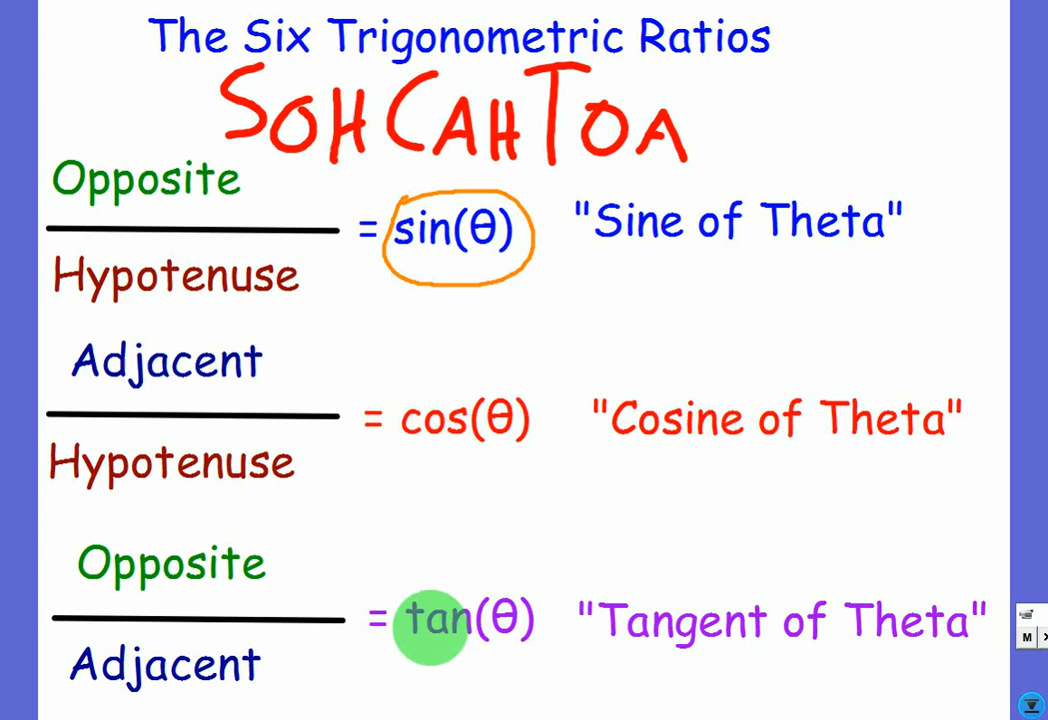 The Six Trigonometric Ratios
SOHCAHTOA
Opposite
Hypotenuse
= sin(θ)
"Sine of Theta"
Adjacent
Hypotenuse
= cos(θ)
"Cosine of Theta"
Opposite
Adjacent
= tan(θ)
"Tangent of Theta"
M